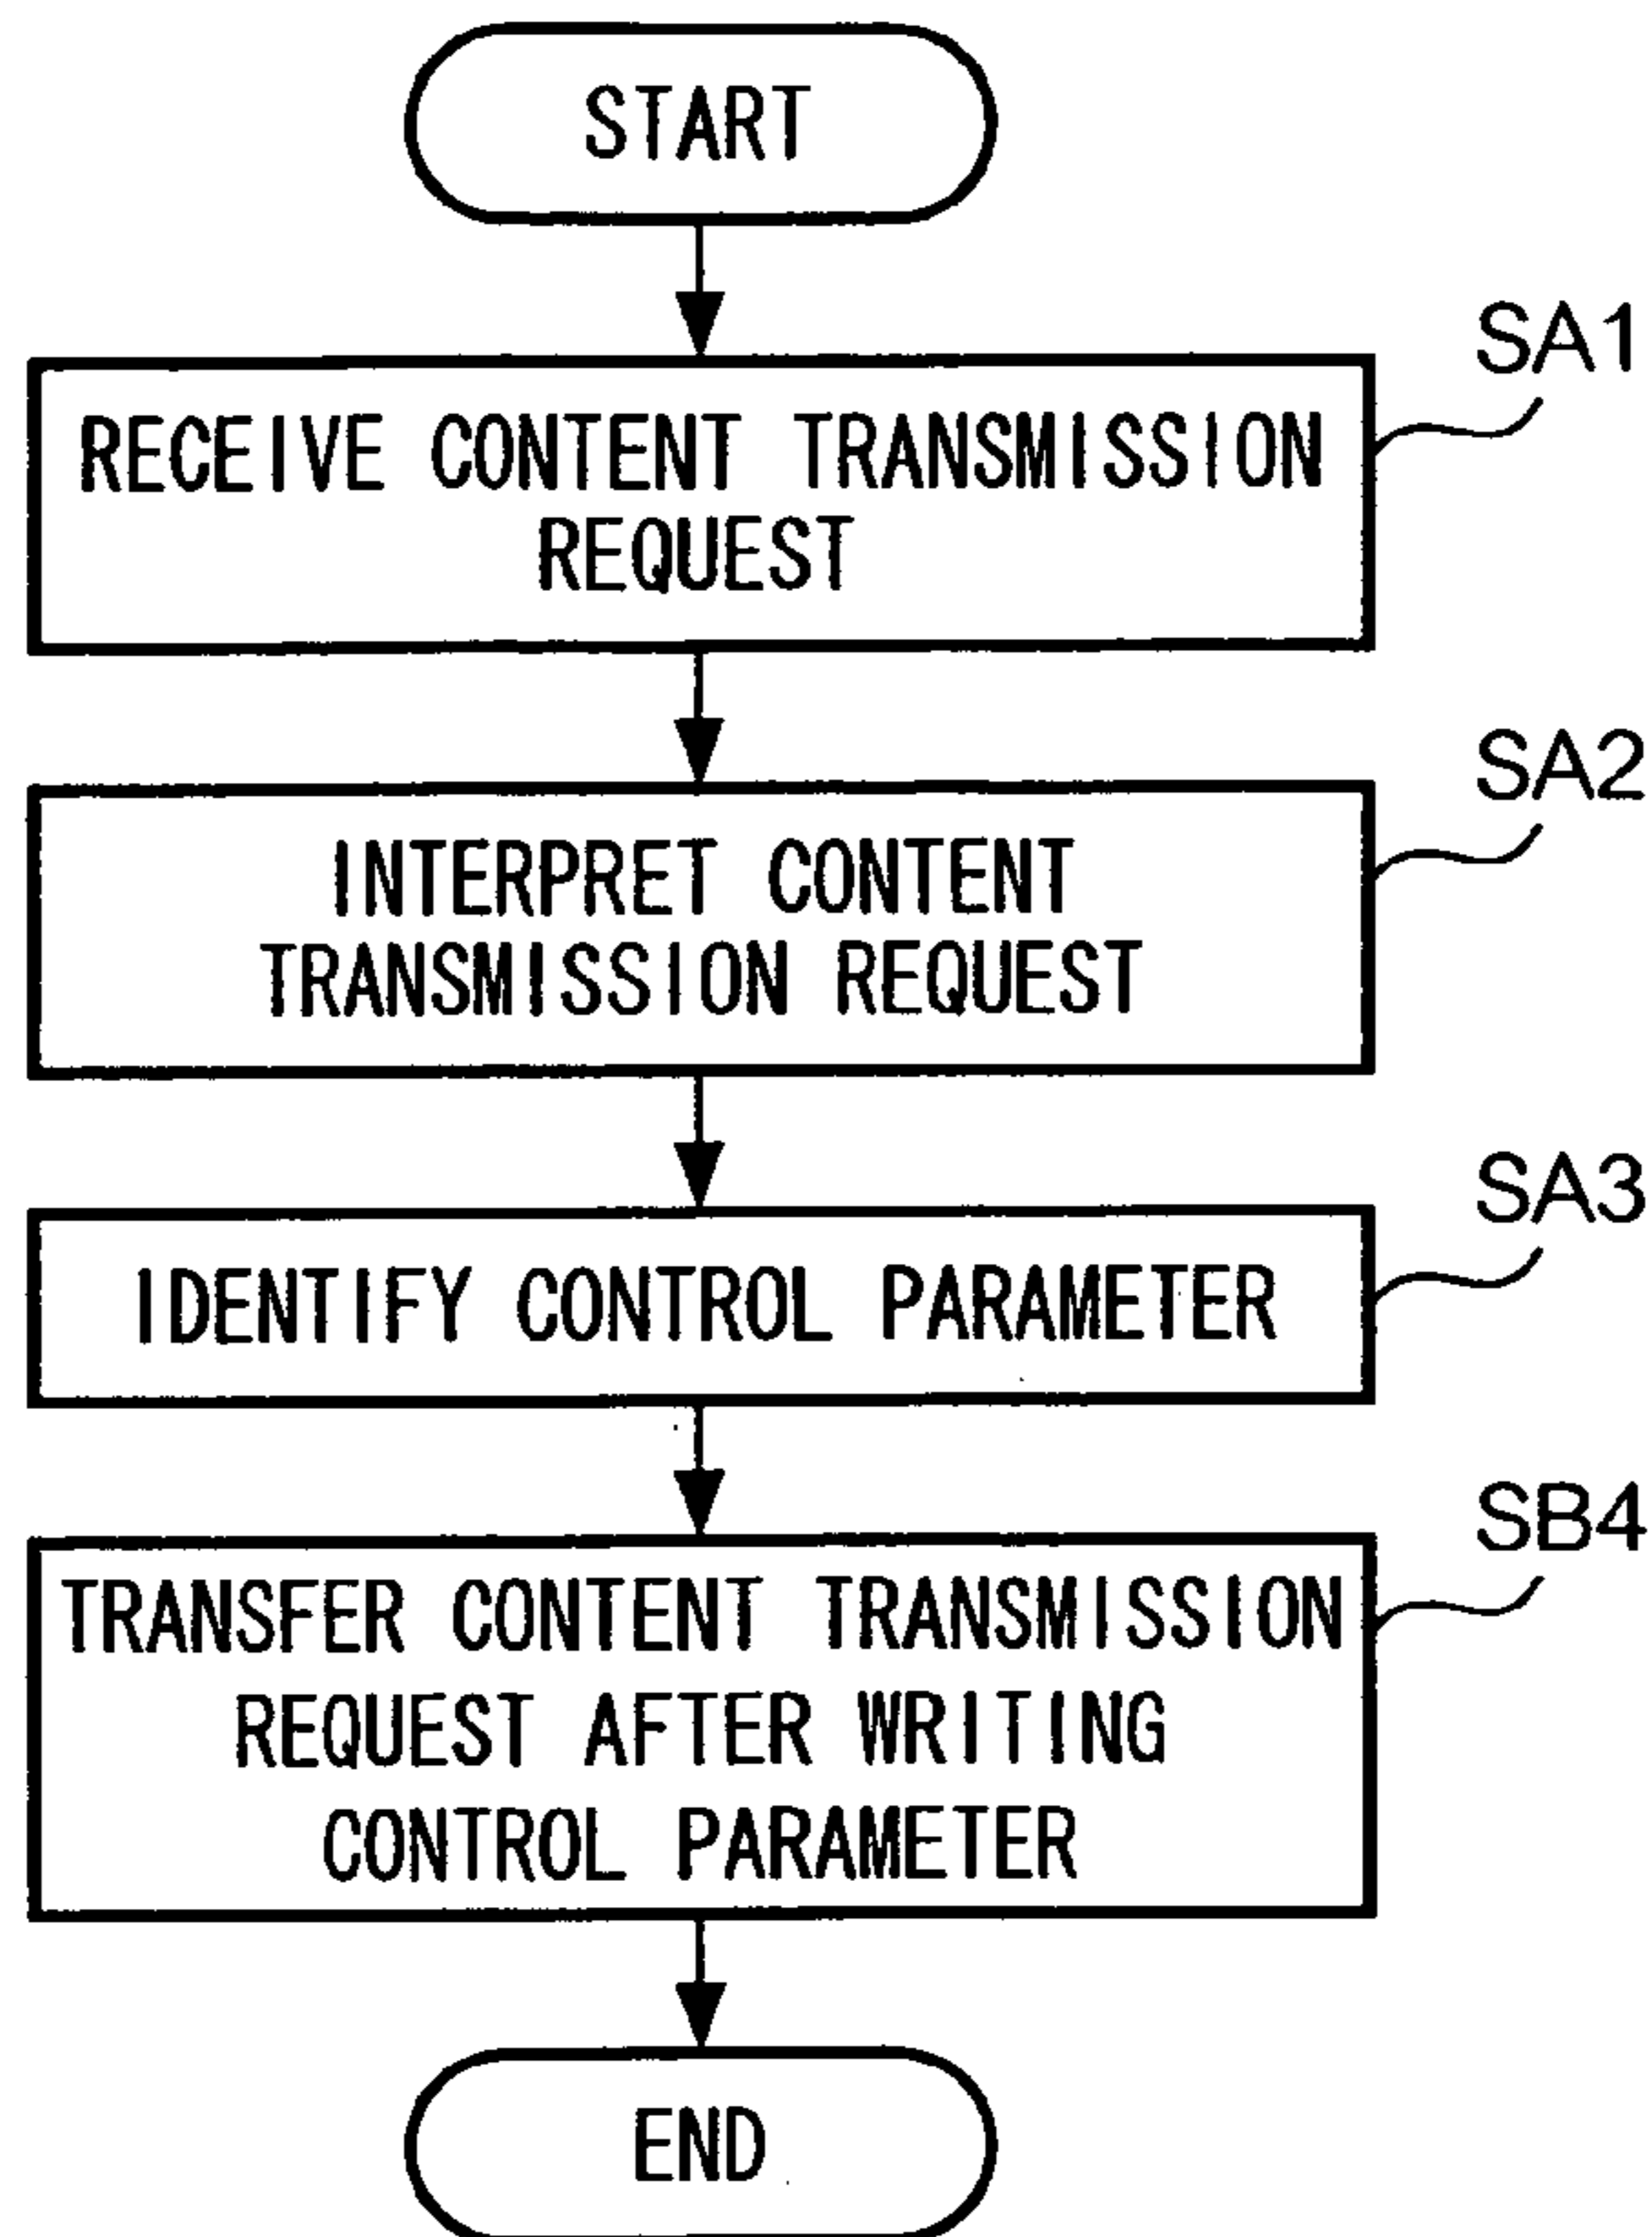 START
SA1
RECEIVE CONTENT TRANSMISSION
REQUEST
SA2
INTERPRET CONTENT
TRANSMISSION REQUEST
SA3
IDENTIFY CONTROL PARAMETER
SB4
TRANSFER CONTENT TRANSMISSION
REQUEST AFTER WRITING
CONTROL PARAMETER
END